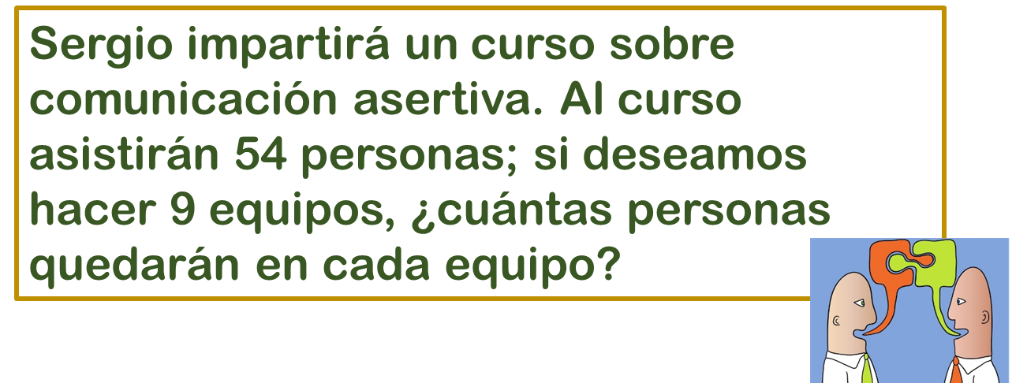 Sergio impartirá un curso sobre
comunicación asertiva. Al curso
asistirán 54 personas; si deseamos
hacer 9 equipos, ¿cuántas personas
quedarán en cada equipo?